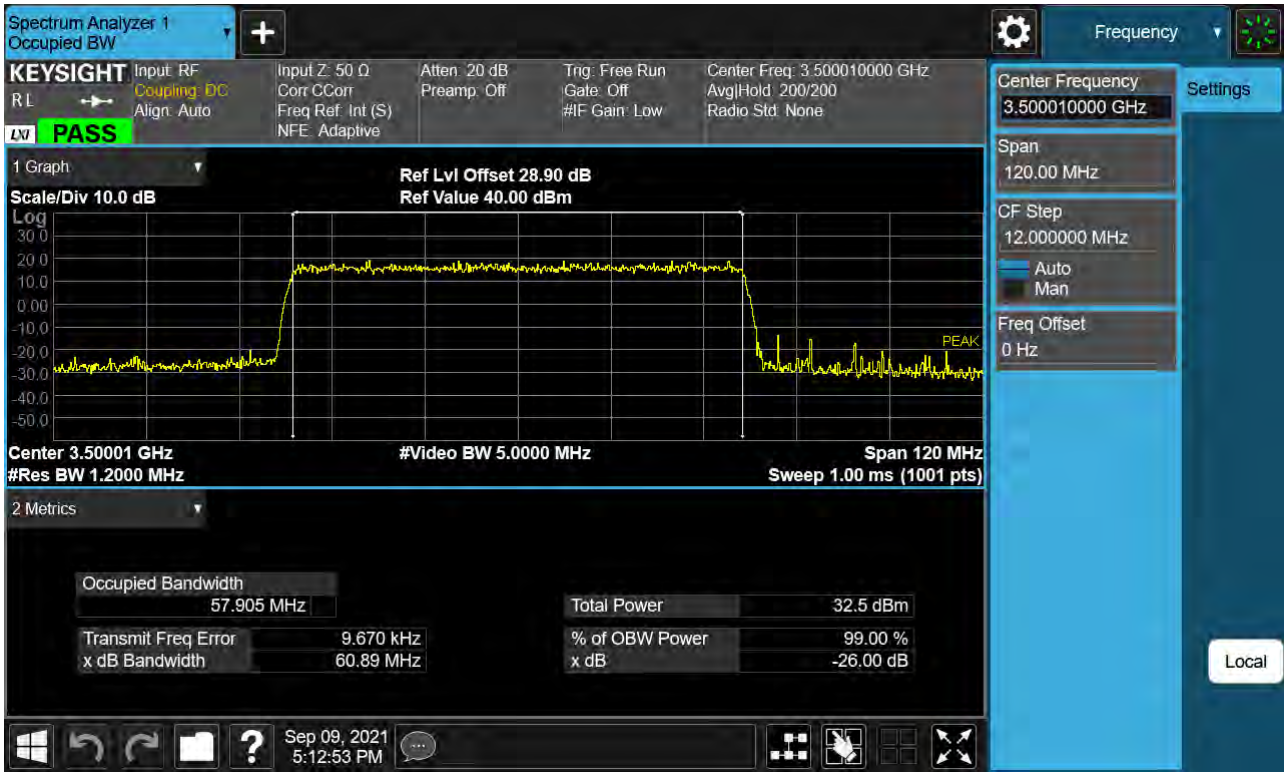 Spectrum Analyzer 1
Occupied BW
+
Frequency
KEYSIGHT
RL
LXI PASS
Input: RF
Coupling: DC
Align: Auto
Input Z: 50 Ω
Corr CCorr
Freq Ref: Int (S)
NFE: Adaptive
Atten: 20 dB
Preamp: Off
Trig: Free Run
Gate: Off
#IF Gain: Low
Center Freq: 3.500010000 GHz
Avg|Hold: 200/200
Radio Std: None
1 Graph
Scale/Div 10.0 dB
Ref Lvl Offset 28.90 dB
Ref Value 40.00 dBm
Log
30.0
20.0
10.0
0.00
-10.0
-20.0
-30.0
-40.0
-50.0
PEAK
Center 3.50001 GHz
#Video BW 5.0000 MHz
Span 120 MHz
#Res BW 1.2000 MHz
Sweep 1.00 ms (1001 pts)
2 Metrics
Occupied Bandwidth
57.905 MHz
Total Power 32.5 dBm
Transmit Freq Error 9.670 kHz
% of OBW Power 99.00 %
x dB Bandwidth 60.89 MHz
x dB -26.00 dB
Center Frequency
3.500010000 GHz
Settings
Span
120.00 MHz
CF Step
12.000000 MHz
Auto
Man
Freq Offset
0 Hz
Local
?
Sep 09, 2021
5:12:53 PM